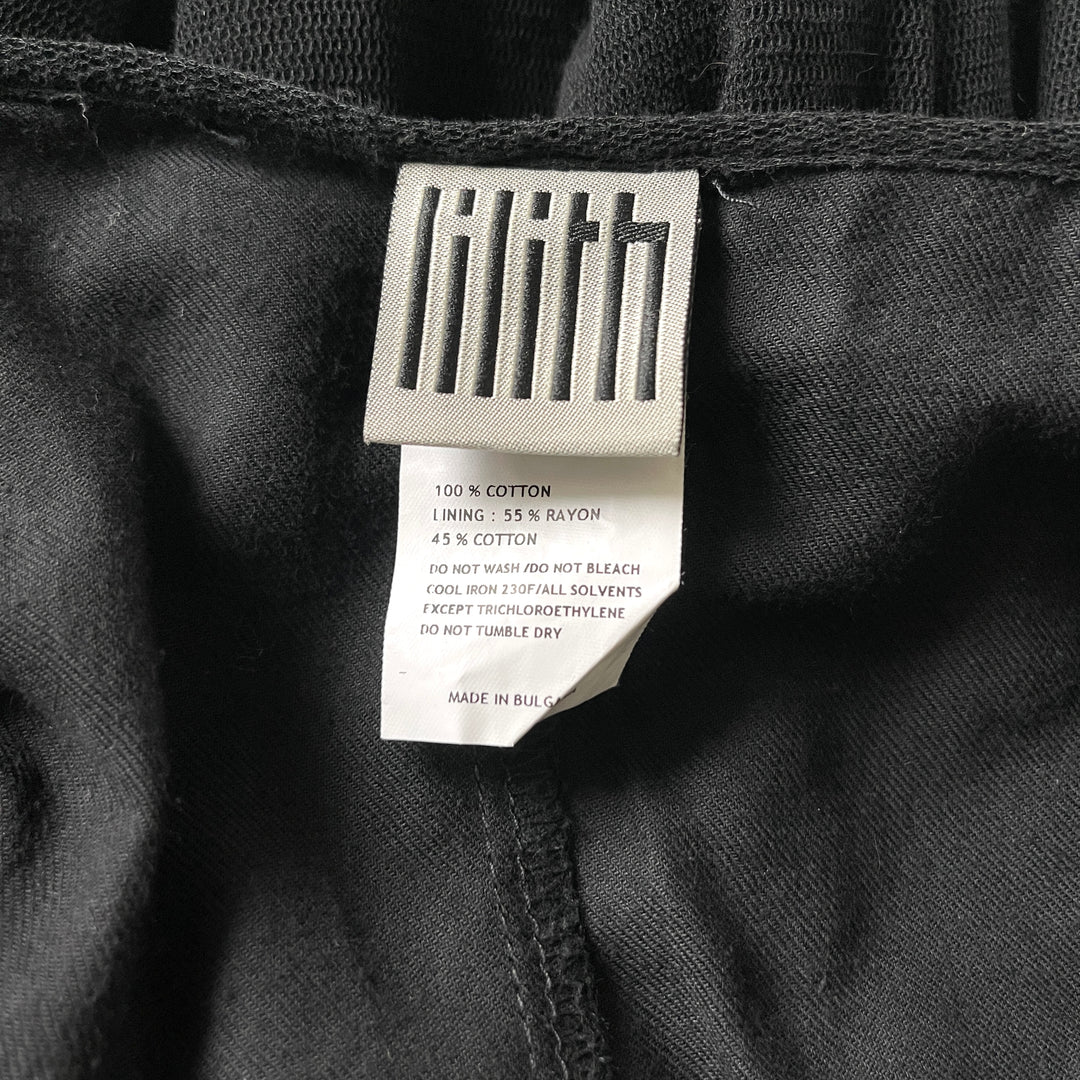 lilith
100 % COTTON
LINING : 55 % RAYON
45 % COTTON
DO NOT WASH /DO NOT BLEACH
COOL IRON 230F/ALL SOLVENTS
EXCEPT TRICHLOROETHYLENE
DO NOT TUMBLE DRY
MADE IN